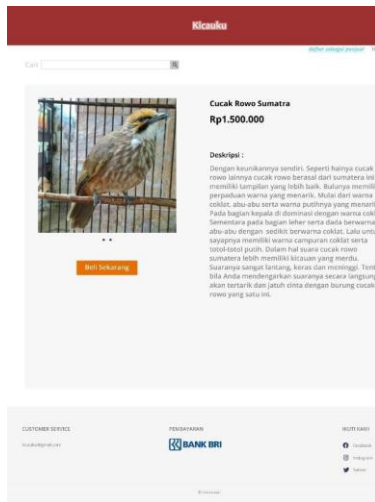 Kicauku
daftar sebagai penjual
Cari
Cucak Rowo Sumatra
Rp1.500.000
Deskripsi :
Dengan keunikannya sendiri. Seperti halnya cucak
rowo lainnya cucak rowo berasal dari sumatera ini
memiliki tampilan yang lebih baik. Bulunya memili
perpaduan warna yang menarik. Mulai dari warna
coklat, abu-abu serta warna putihnya yang menarik
Pada bagian kepala di dominasi dengan warna cokl
Sementara pada bagian leher serta dada berwarna
abu-abu dengan sedikit berwarna coklat. Lalu untu
sayapnya memiliki warna campuran coklat serta
totol-totol putih. Dalam hal suara cucak rowo
sumatera lebih memiliki kicauan yang merdu.
Suaranya sangat lantang, keras dan meninggi. Tent
bila Anda mendengarkan suaranya secara langsung
akan tertarik dan jatuh cinta dengan burung cucak
rowo yang satu ini.
Beli Sekarang
CUSTOMER SERVICE
PEMBAYARAN
BANK BRI
IKUTI KAMI
Facebook
Instagram
Twitter